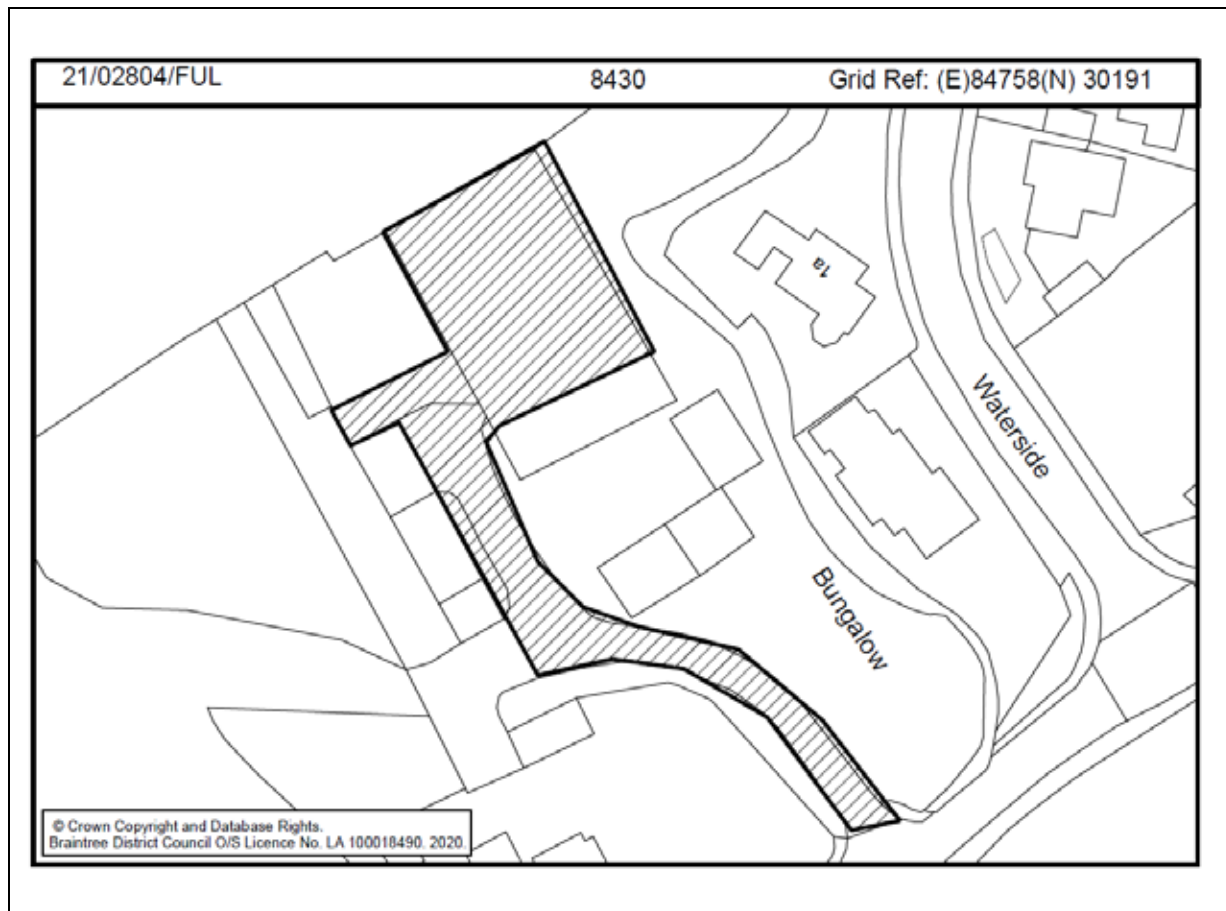 21/02804/FUL
8430
Grid Ref: (E)84758(N) 30191
1a
Waterside
Bungalow
© Crown Copyright and Database Rights.
Braintree District Council O/S Licence No. LA 100018490. 2020.